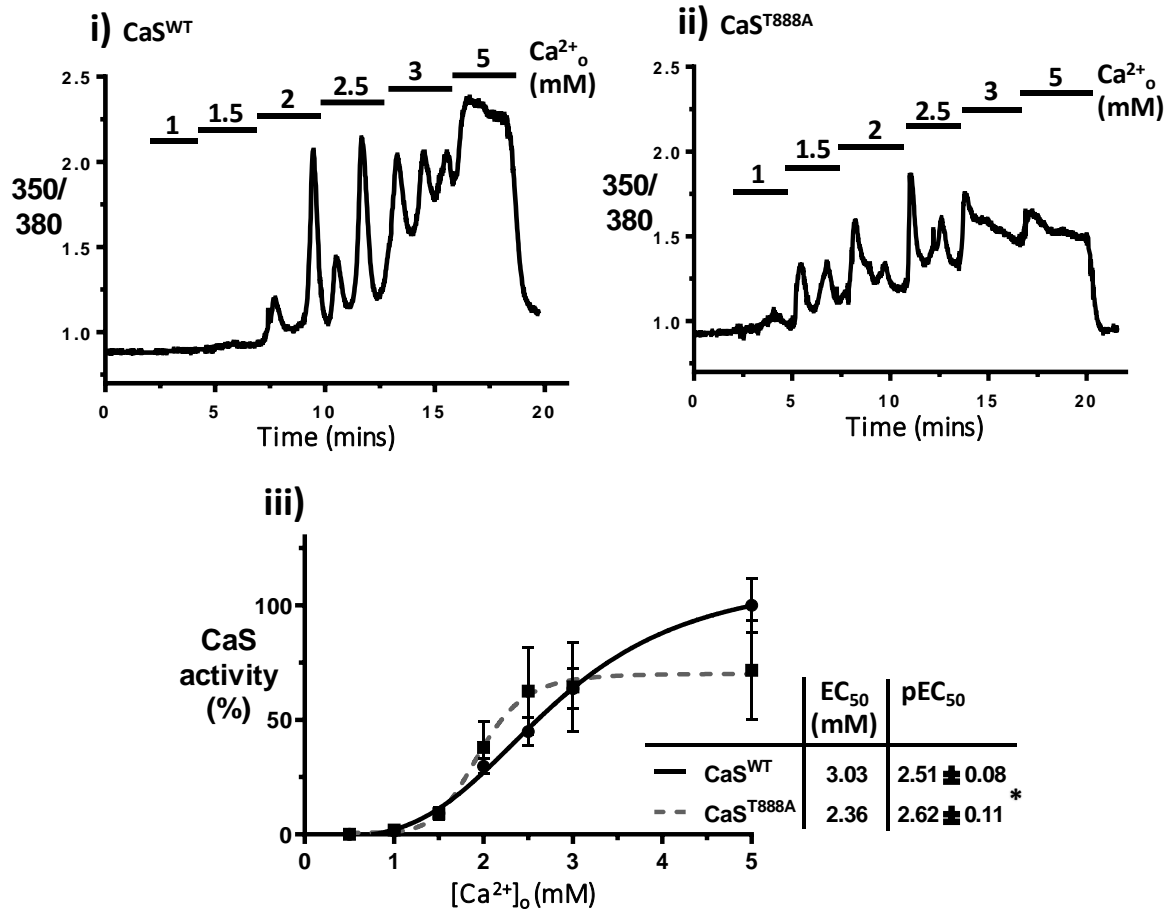 i) CaSWT
1 1.5 2 2.5 3 5 Ca2+o
(mM)
2.5
2.0
350/
380
1.5
1.0
0 5 10 15 20
Time (mins)
ii) CaST888A
1 1.5 2 2.5 3 5 Ca2+o
(mM)
2.5
2.0
350/
380
1.5
1.0
0 5 10 15 20
Time (mins)
iii)
100
CaS
activity
(%)
50
0
0 1 2 3 4 5
[Ca2+]o (mM)
EC50
(mM) pEC50
CaSWT 3.03 2.51 ± 0.08
*
CaST888A 2.36 2.62 ± 0.11